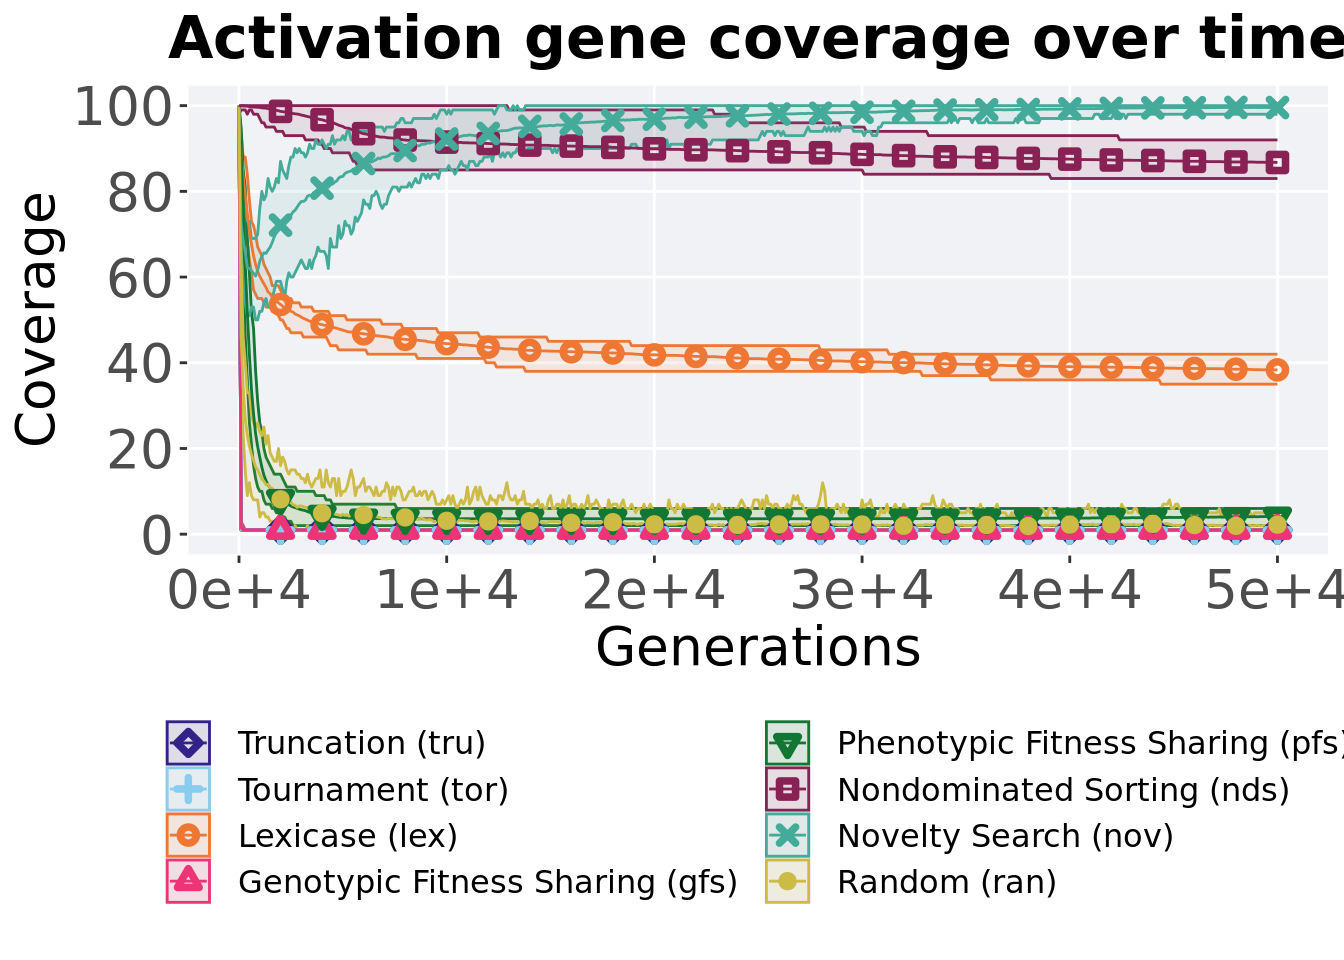 Activation gene coverage over time
Coverage
100
80
60
40
20
0
0e+4 1e+4 2e+4 3e+4 4e+4 5e+4
Generations
Truncation (tru)
Tournament (tor)
Lexicase (lex)
Genotypic Fitness Sharing (gfs)
Phenotypic Fitness Sharing (pfs)
Nondominated Sorting (nds)
Novelty Search (nov)
Random (ran)